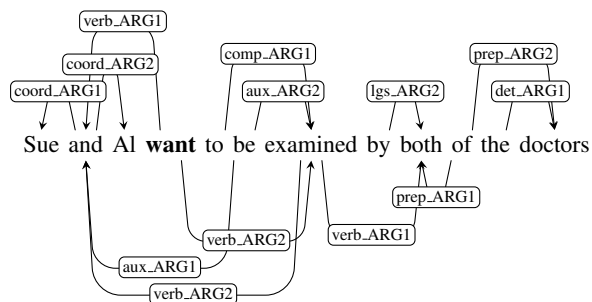 verb_ARG1
coord_ARG2 comp_ARG1 prep_ARG2
coord_ARG1 aux_ARG2 lgs_ARG2 det_ARG1
Sue and Al want to be examined by both of the doctors
prep_ARG1
verb_ARG2 verb_ARG1
aux_ARG1
verb_ARG2